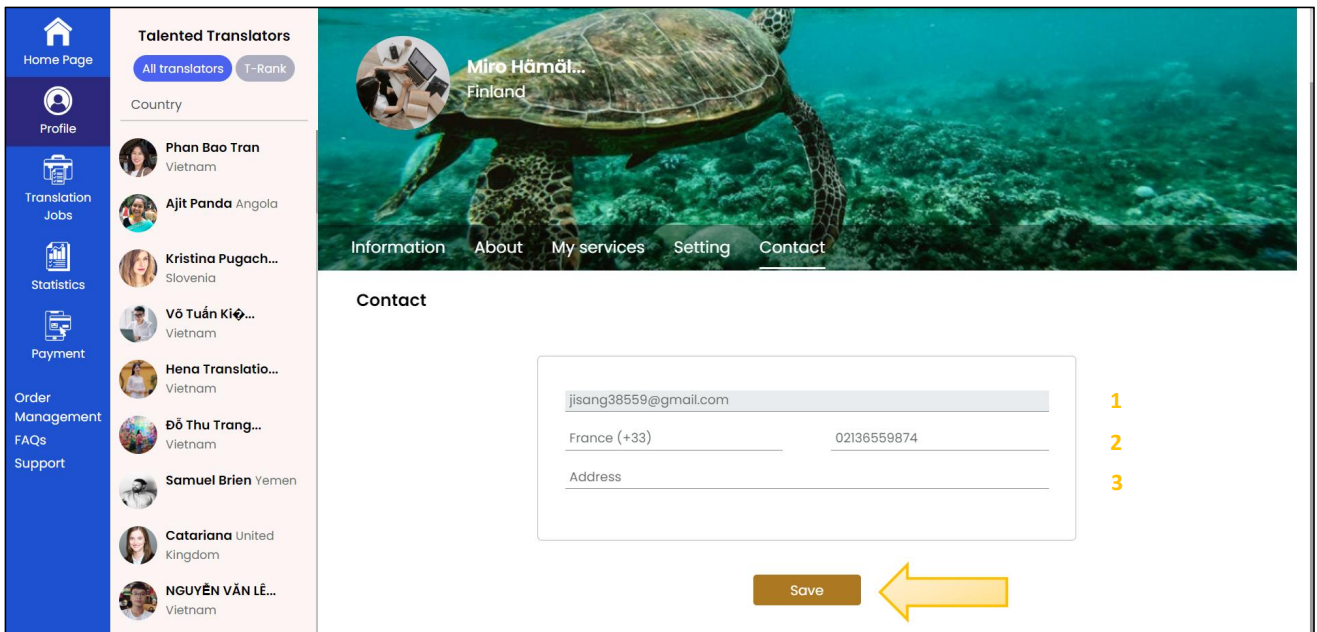 Home Page
Profile
Translation
Jobs
Statistics
Payment
Order
Management
FAQs
Support
Talented Translators
All translators
T-Rank
Country
Phan Bao Tran
Vietnam
Ajit Panda Angola
Kristina Pugach...
Slovenia
Võ Tuấn Ki�...
Vietnam
Hena Translatio...
Vietnam
Đỗ Thu Trang...
Vietnam
Samuel Brien Yemen
Catariana United
Kingdom
NGUYỄN VĂN LÊ...
Vietnam
Miro Hämäl...
Finland
Information About My services Setting Contact
Contact
jisang38559@gmail.com 1
France (+33) 02136559874 2
Address 3
Save